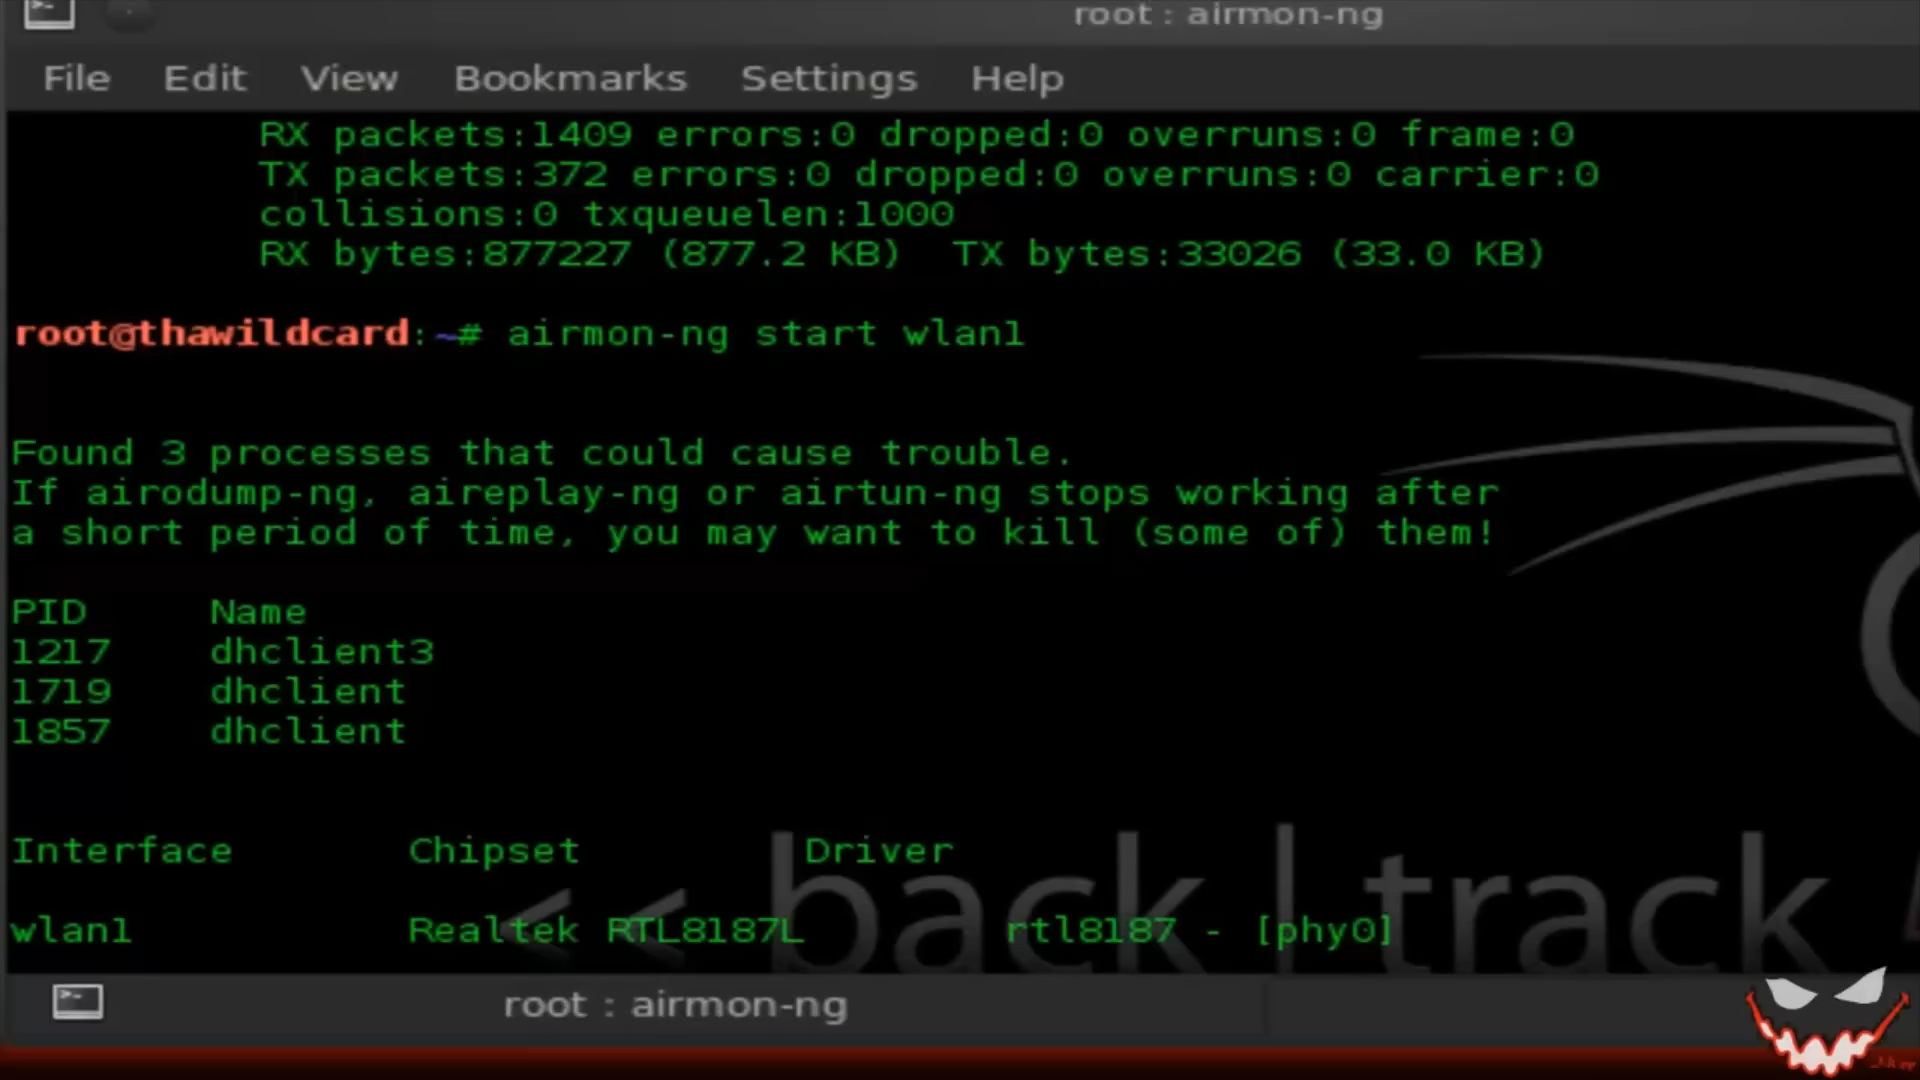 root : airmon-ng
File Edit View Bookmarks Settings Help
RX packets:1409 errors:0 dropped:0 overruns:0 frame:0
TX packets:372 errors:0 dropped:0 overruns:0 carrier:0
collisions:0 txqueuelen:1000
RX bytes:877227 (877.2 KB)  TX bytes:33026 (33.0 KB)
root@thawildcard:~# airmon-ng start wlan1
Found 3 processes that could cause trouble.
If airodump-ng, aireplay-ng or airtun-ng stops working after
a short period of time, you may want to kill (some of) them!
PID Name
1217 dhclient3
1719 dhclient
1857 dhclient
Interface Chipset Driver
wlan1 Realtek RTL8187L rtl8187 - [phy0]
<< back | track
root : airmon-ng